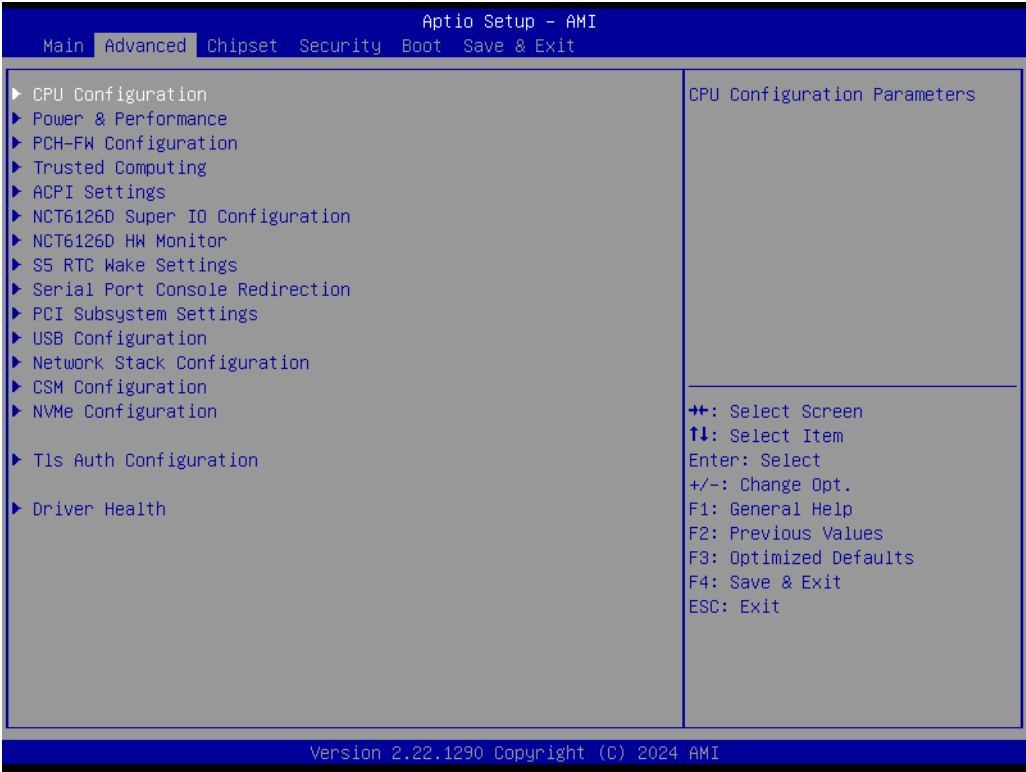 Aptio Setup – AMI
Main Advanced Chipset Security Boot Save & Exit
CPU Configuration
Power & Performance
PCH-FW Configuration
Trusted Computing
ACPI Settings
NCT6126D Super IO Configuration
NCT6126D HW Monitor
S5 RTC Wake Settings
Serial Port Console Redirection
PCI Subsystem Settings
USB Configuration
Network Stack Configuration
CSM Configuration
NVMe Configuration
Tls Auth Configuration
Driver Health
CPU Configuration Parameters
→←: Select Screen
↑↓: Select Item
Enter: Select
+/-: Change Opt.
F1: General Help
F2: Previous Values
F3: Optimized Defaults
F4: Save & Exit
ESC: Exit
Version 2.22.1290 Copyright (C) 2024 AMI